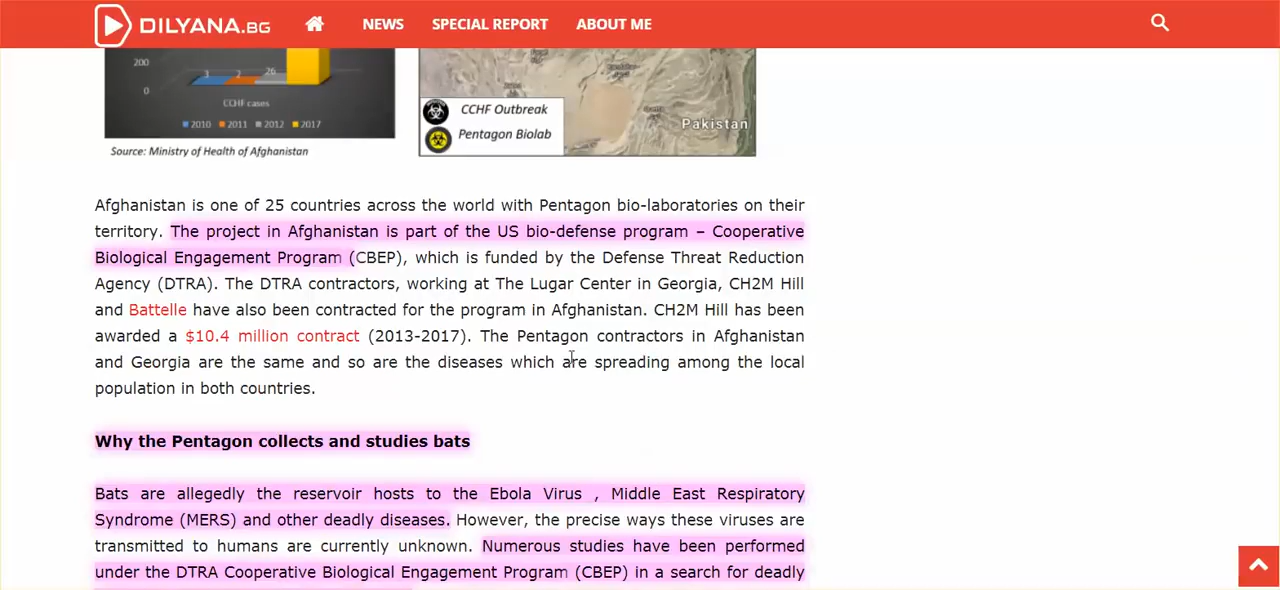 DILYANA.BG
NEWS
SPECIAL REPORT
ABOUT ME
200
3
2
26
0
CCHF cases
2010 2011 2012 2017
CCHF Outbreak
Pentagon Biolab
Pakistan
Source: Ministry of Health of Afghanistan
Afghanistan is one of 25 countries across the world with Pentagon bio-laboratories on their
territory. The project in Afghanistan is part of the US bio-defense program – Cooperative
Biological Engagement Program (CBEP), which is funded by the Defense Threat Reduction
Agency (DTRA). The DTRA contractors, working at The Lugar Center in Georgia, CH2M Hill
and Battelle have also been contracted for the program in Afghanistan. CH2M Hill has been
awarded a $10.4 million contract (2013-2017). The Pentagon contractors in Afghanistan
and Georgia are the same and so are the diseases which are spreading among the local
population in both countries.
Why the Pentagon collects and studies bats
Bats are allegedly the reservoir hosts to the Ebola Virus , Middle East Respiratory
Syndrome (MERS) and other deadly diseases. However, the precise ways these viruses are
transmitted to humans are currently unknown. Numerous studies have been performed
under the DTRA Cooperative Biological Engagement Program (CBEP) in a search for deadly